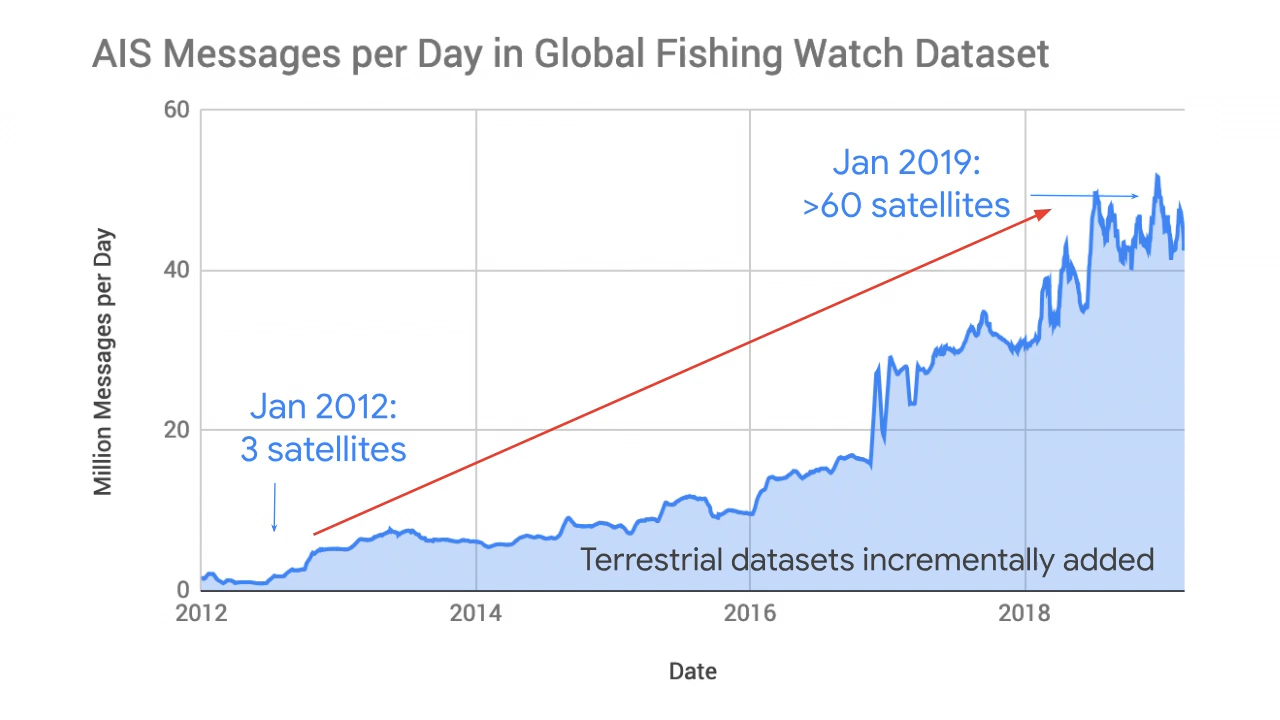 AIS Messages per Day in Global Fishing Watch Dataset
60
40
20
0
Million Messages per Day
Jan 2019:
>60 satellites
Jan 2012:
3 satellites
Terrestrial datasets incrementally added
2012 2014 2016 2018
Date